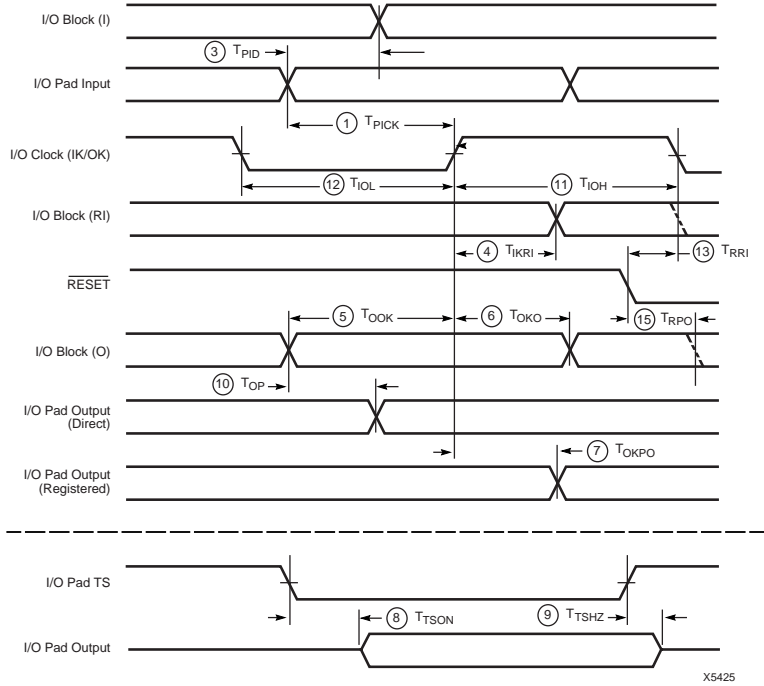 I/O Block (I)
3 TPID
I/O Pad Input
1 TPICK
I/O Clock (IK/OK)
12 TIOL
11 TIOH
I/O Block (RI)
4 TIKRI
13 TRRI
RESET
5 TOOK
6 TOKO
15 TRPO
I/O Block (O)
10 TOP
I/O Pad Output
(Direct)
7 TOKPO
I/O Pad Output
(Registered)
I/O Pad TS
8 TTSON
9 TTSHZ
I/O Pad Output
X5425